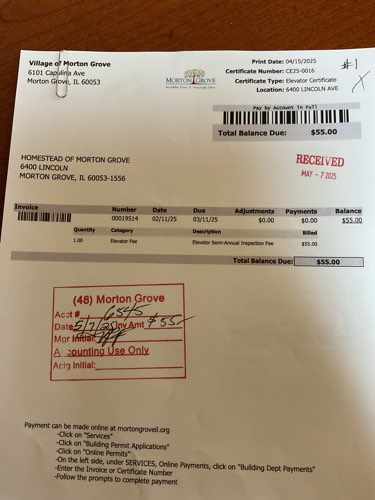 Village of Morton Grove
6101 Capulina Ave
Morton Grove, IL 60053
MORTON GROVE
Incredibly Close & Amazingly Open
Print Date: 04/15/2025
Certificate Number: CE25-0016
Certificate Type: Elevator Certificate
Location: 6400 LINCOLN AVE
#1
Pay by Account in Full
Total Balance Due: $55.00
HOMESTEAD OF MORTON GROVE
6400 LINCOLN
MORTON GROVE, IL 60053-1556
RECEIVED
MAY - 7 2025
Invoice Number Date Due Adjustments Payments Balance
00019514 02/11/25 03/11/25 $0.00 $0.00 $55.00
Quantity Category Description Billed
1.00 Elevator Fee Elevator Semi-Annual Inspection Fee $55.00
Total Balance Due: $55.00
(48) Morton Grove
Acct # 6545
Date 5/7/25 Inv Amt $55
Mgr Initial:
Accounting Use Only
Actg Initial:
Payment can be made online at mortongroveil.org
-Click on "Services"
-Click on "Building Permit Applications"
-Click on "Online Permits"
-On the left side, under SERVICES, Online Payments, click on "Building Dept Payments"
-Enter the Invoice or Certificate Number
-Follow the prompts to complete payment